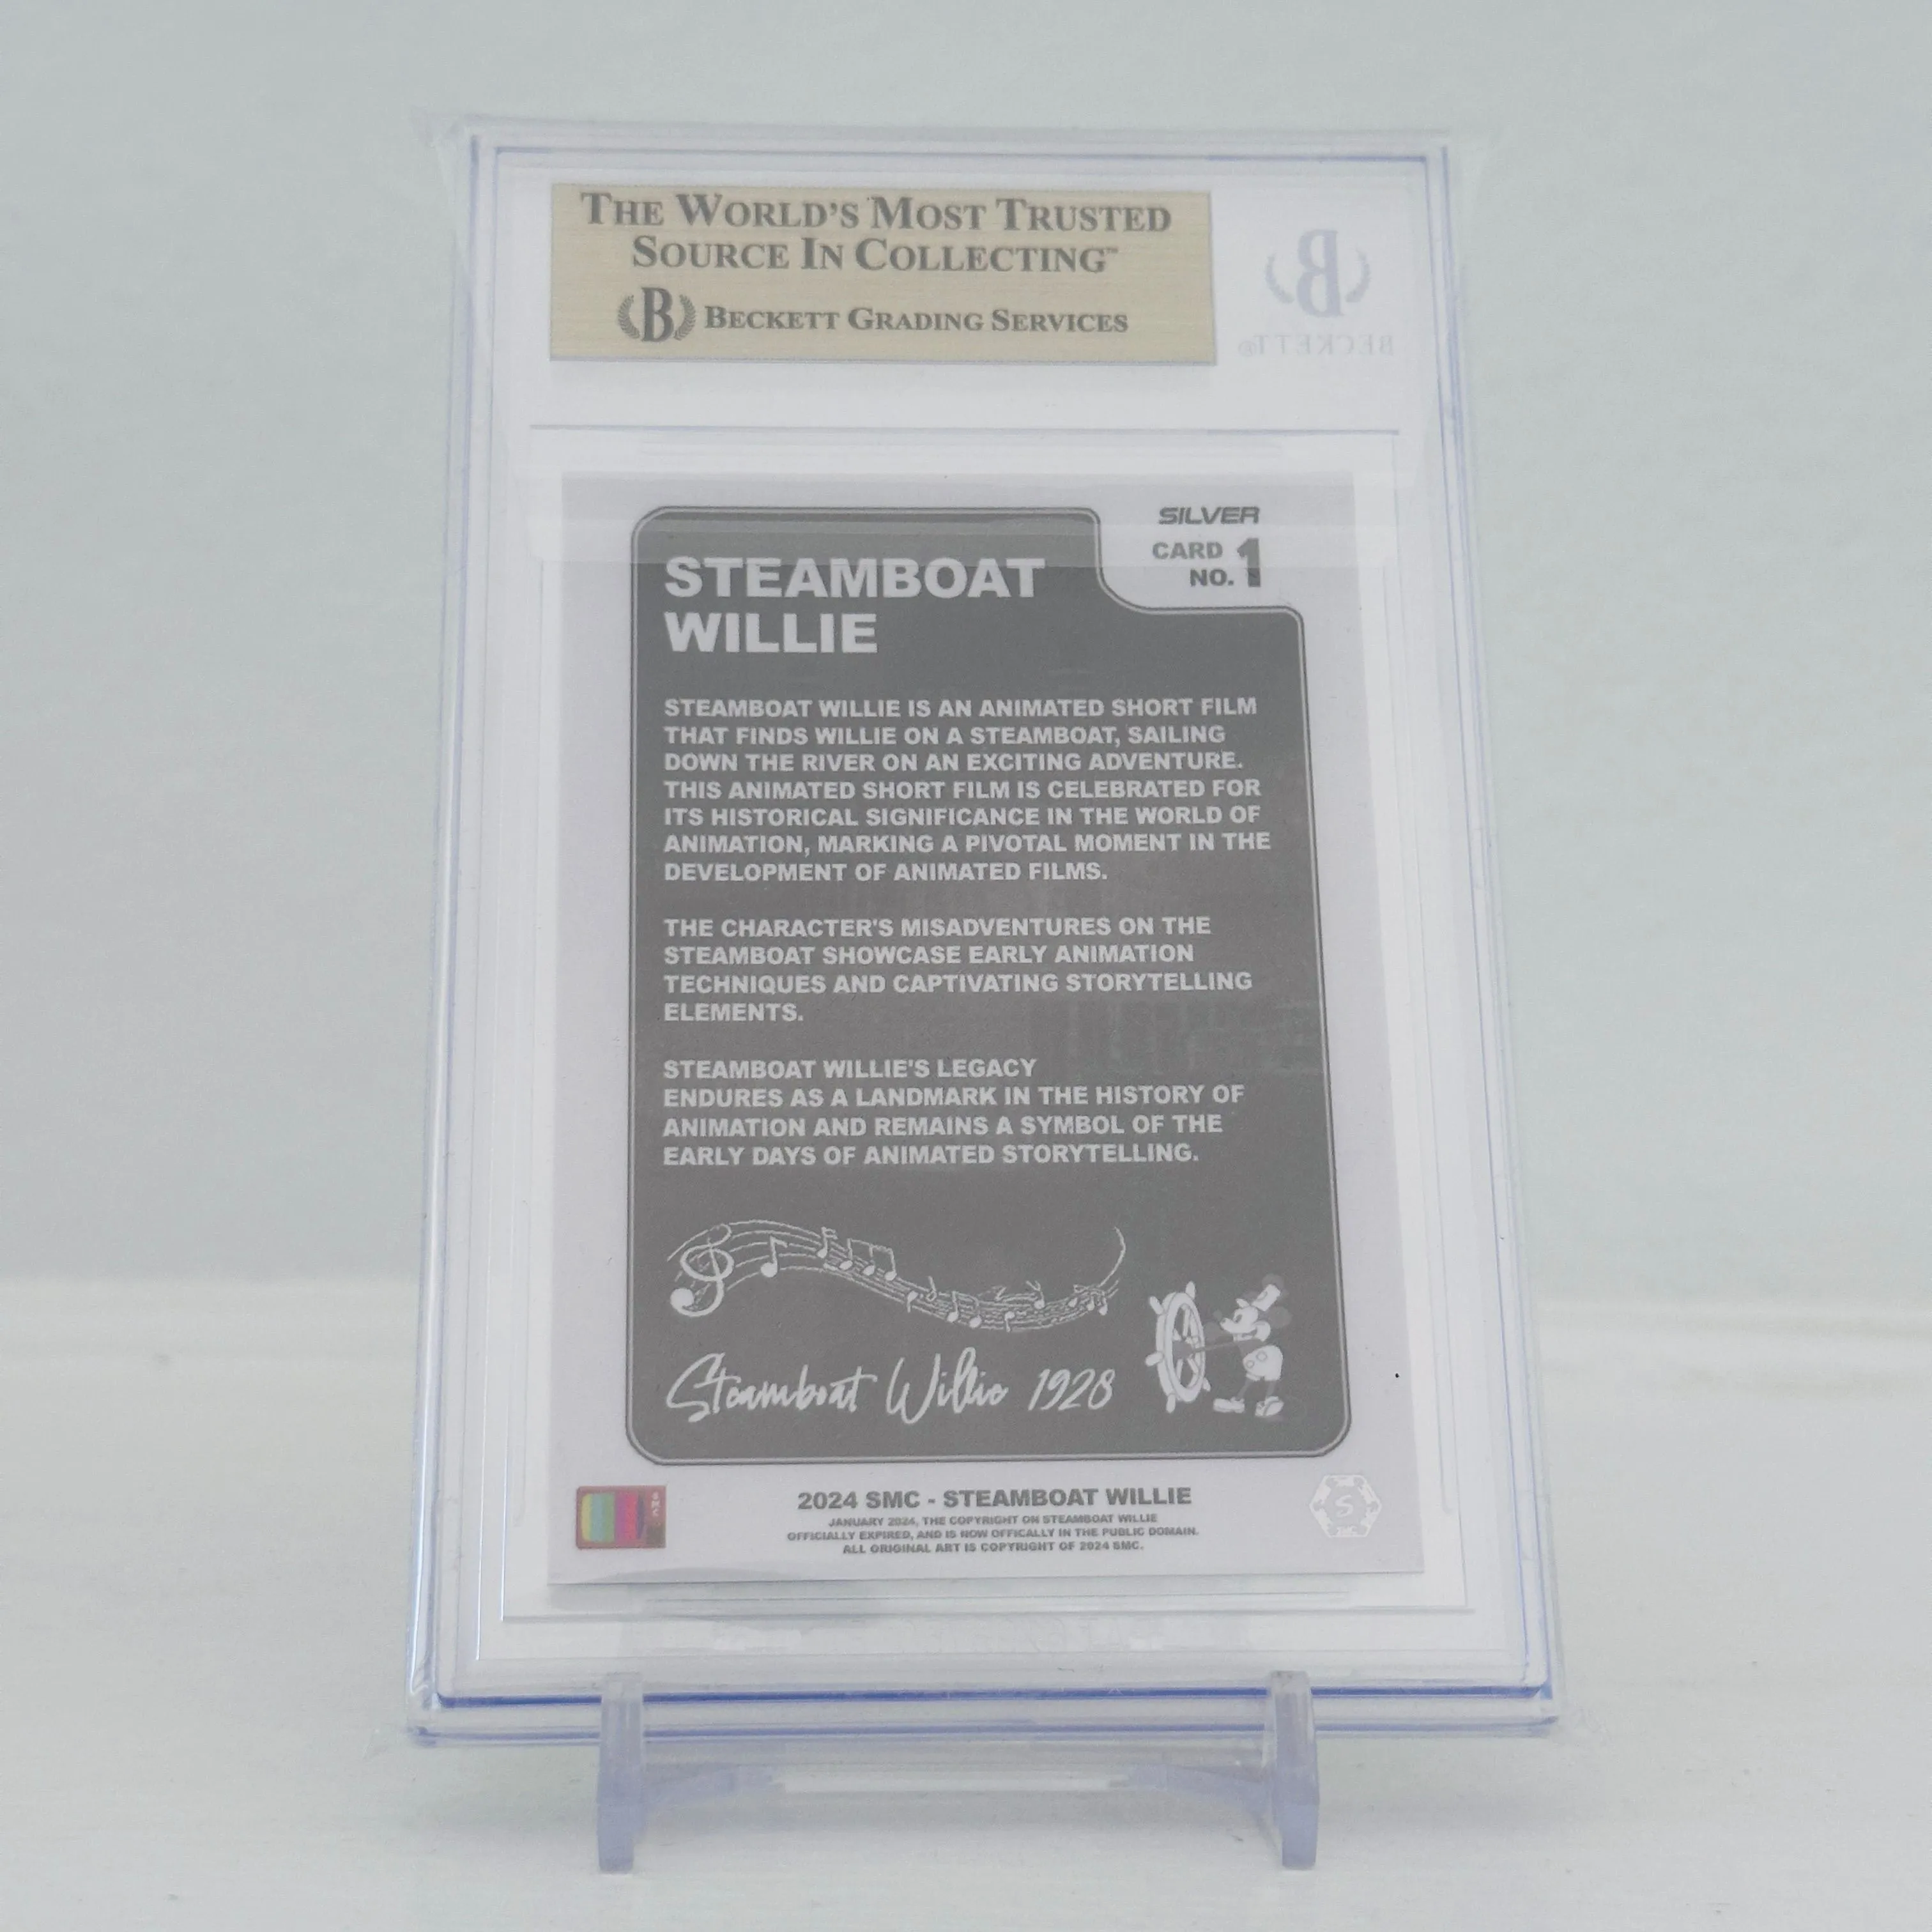 THE WORLD'S MOST TRUSTED
SOURCE IN COLLECTING™
B BECKETT GRADING SERVICES
B
BECKETT®
SILVER
CARD
NO. 1
STEAMBOAT
WILLIE
STEAMBOAT WILLIE IS AN ANIMATED SHORT FILM
THAT FINDS WILLIE ON A STEAMBOAT, SAILING
DOWN THE RIVER ON AN EXCITING ADVENTURE.
THIS ANIMATED SHORT FILM IS CELEBRATED FOR
ITS HISTORICAL SIGNIFICANCE IN THE WORLD OF
ANIMATION, MARKING A PIVOTAL MOMENT IN THE
DEVELOPMENT OF ANIMATED FILMS.
THE CHARACTER'S MISADVENTURES ON THE
STEAMBOAT SHOWCASE EARLY ANIMATION
TECHNIQUES AND CAPTIVATING STORYTELLING
ELEMENTS.
STEAMBOAT WILLIE'S LEGACY
ENDURES AS A LANDMARK IN THE HISTORY OF
ANIMATION AND REMAINS A SYMBOL OF THE
EARLY DAYS OF ANIMATED STORYTELLING.
Steamboat Willie 1928
2024 SMC - STEAMBOAT WILLIE
JANUARY 2024, THE COPYRIGHT ON STEAMBOAT WILLIE
OFFICIALLY EXPIRED, AND IS NOW OFFICALLY IN THE PUBLIC DOMAIN.
ALL ORIGINAL ART IS COPYRIGHT OF 2024 SMC.
S